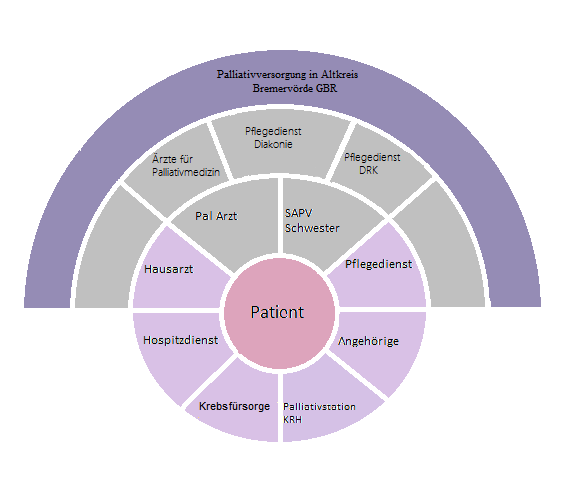 Palliativversorgung in Altkreis
Bremervörde GBR
Pflegedienst
Diakonie
Ärzte für
Palliativmedizin
Pflegedienst
DRK
Pal Arzt
SAPV
Schwester
Hausarzt
Pflegedienst
Patient
Hospitzdienst
Angehörige
Krebsfürsorge
Palliativstation
KRH